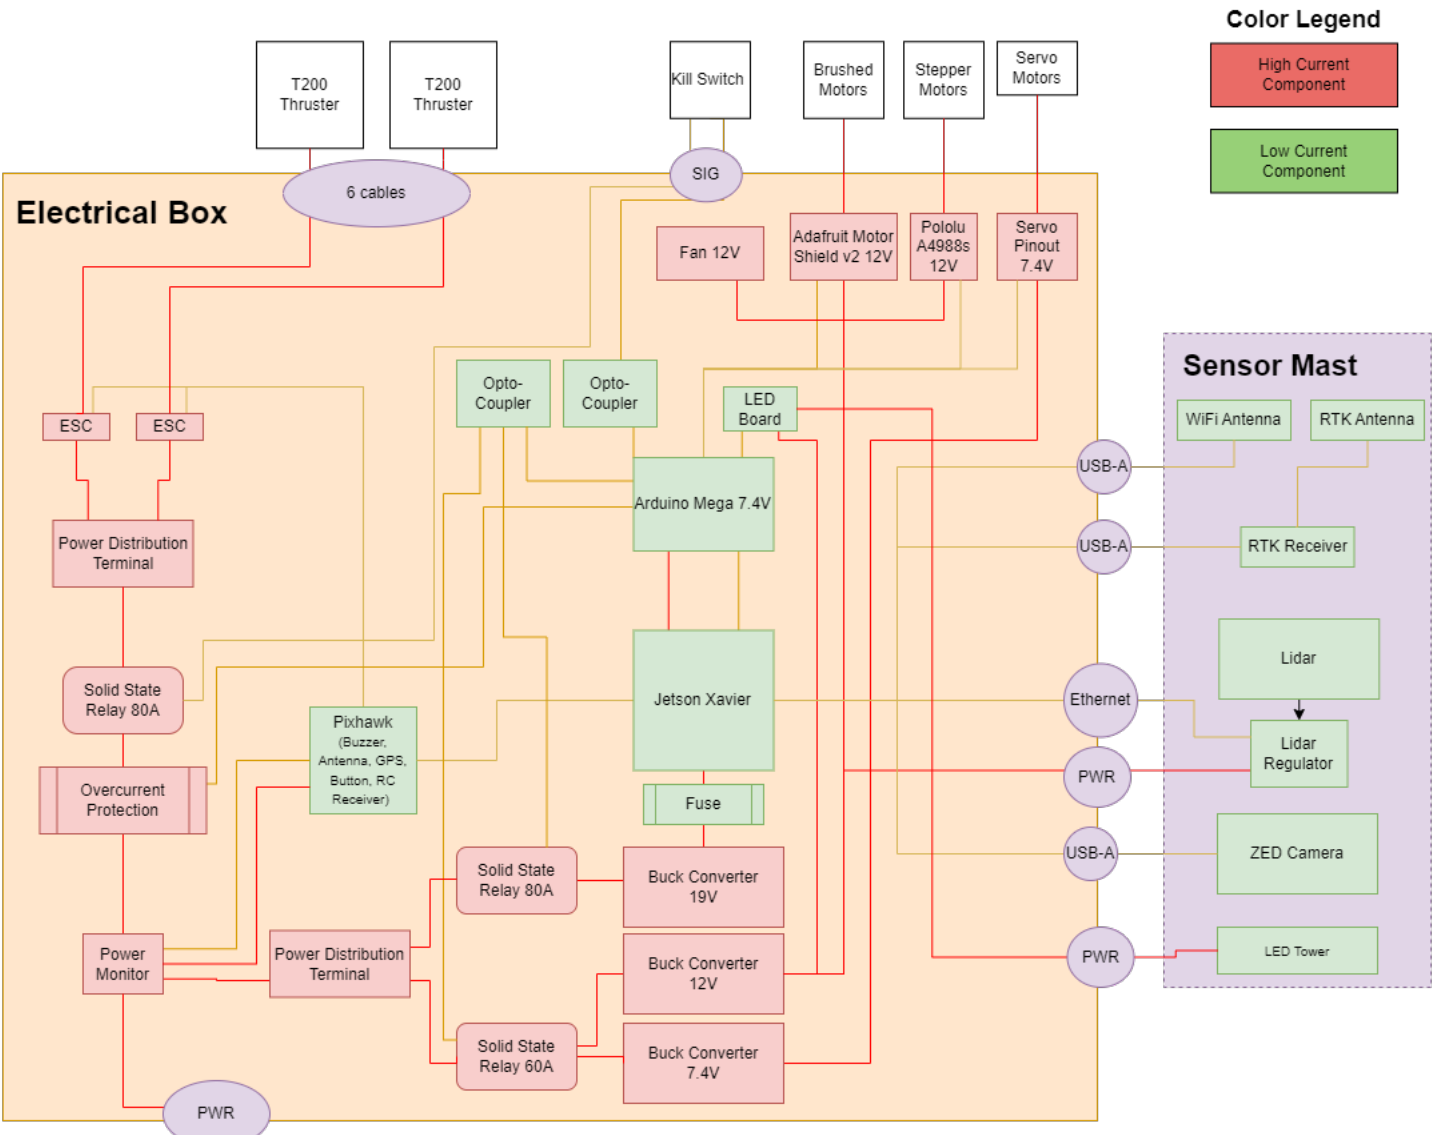 Color Legend
High Current
Component
Low Current
Component
T200
Thruster
T200
Thruster
Kill Switch
Brushed
Motors
Stepper
Motors
Servo
Motors
6 cables
SIG
Electrical Box
Fan 12V
Adafruit Motor
Shield v2 12V
Pololu
A4988s
12V
Servo
Pinout
7.4V
Opto-
Coupler
Opto-
Coupler
LED
Board
ESC
ESC
Arduino Mega 7.4V
Power Distribution
Terminal
Solid State
Relay 80A
Pixhawk
(Buzzer,
Antenna, GPS,
Button, RC
Receiver)
Jetson Xavier
Overcurrent
Protection
Fuse
Solid State
Relay 80A
Buck Converter
19V
Power
Monitor
Power Distribution
Terminal
Buck Converter
12V
Solid State
Relay 60A
Buck Converter
7.4V
PWR
USB-A
USB-A
Ethernet
PWR
USB-A
PWR
Sensor Mast
WiFi Antenna
RTK Antenna
RTK Receiver
Lidar
Lidar
Regulator
ZED Camera
LED Tower